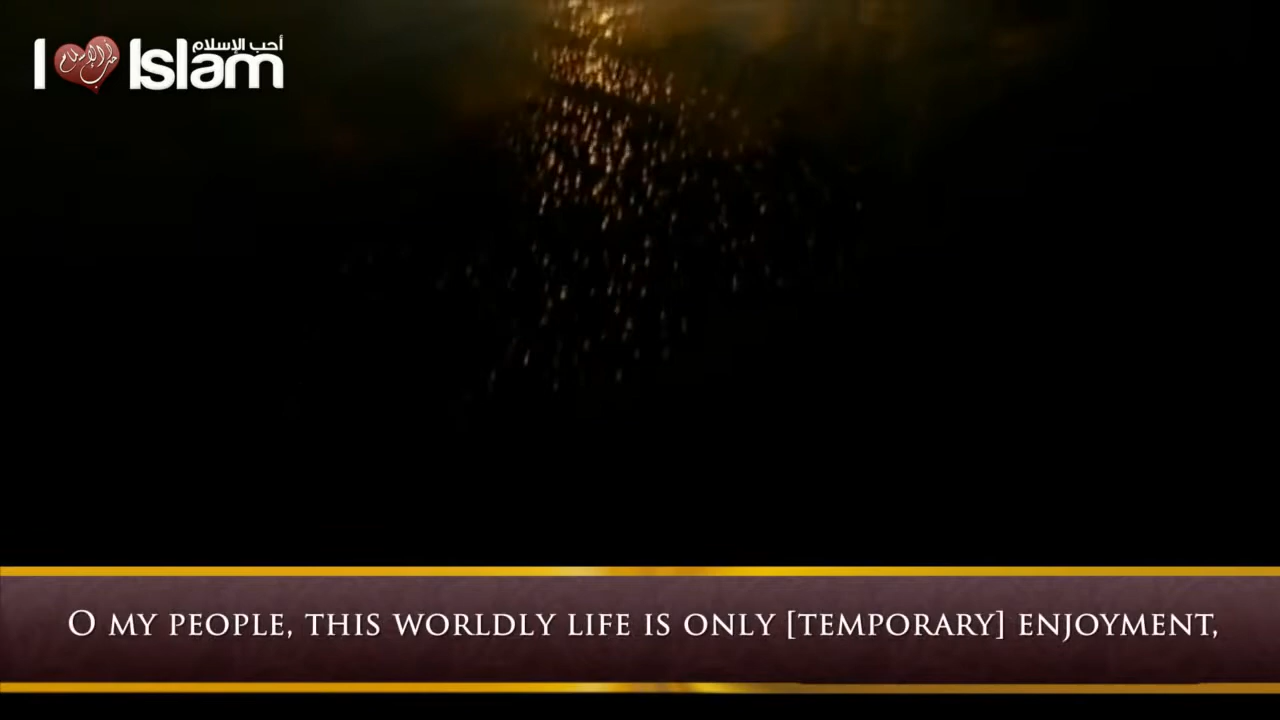 I Islam
أحب الإسلام
O MY PEOPLE, THIS WORLDLY LIFE IS ONLY [TEMPORARY] ENJOYMENT,